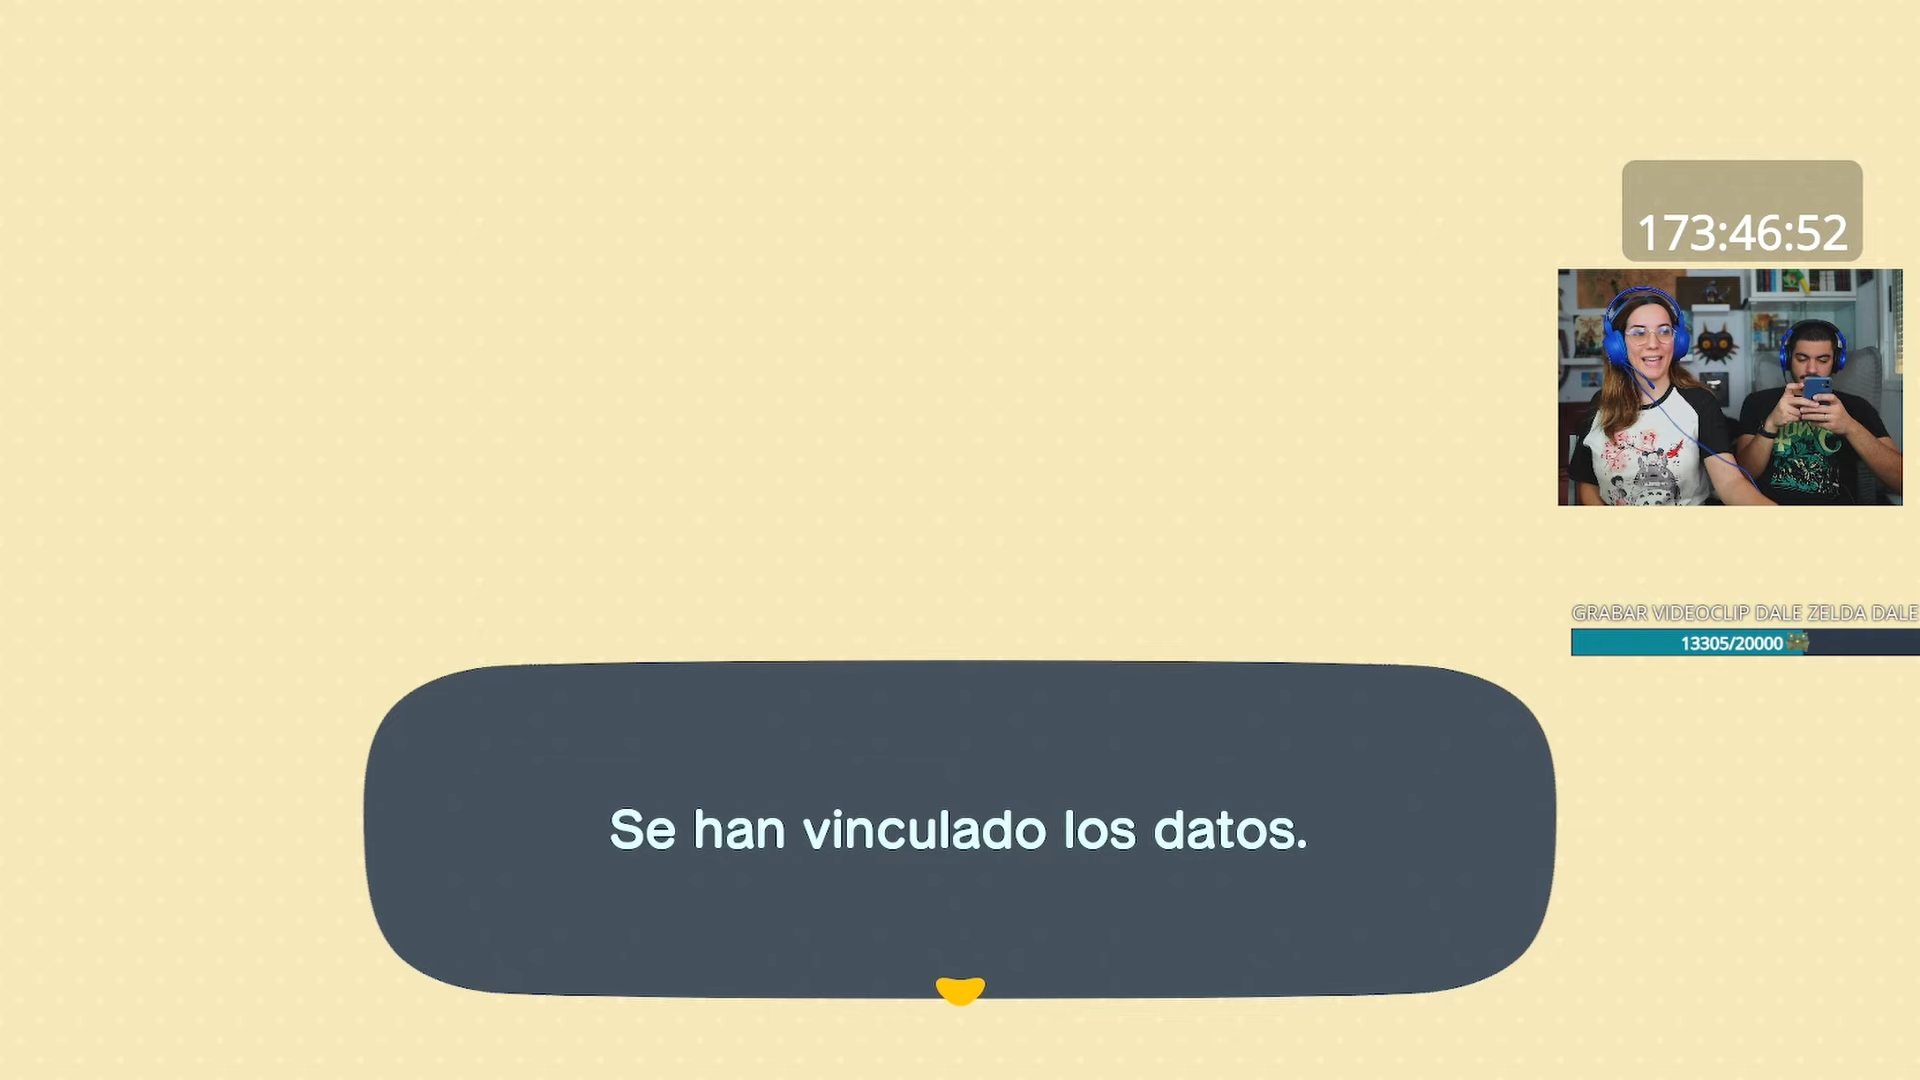 173:46:52
GRABAR VIDEOCLIP DALE ZELDA DALE
13305/20000
Se han vinculado los datos.